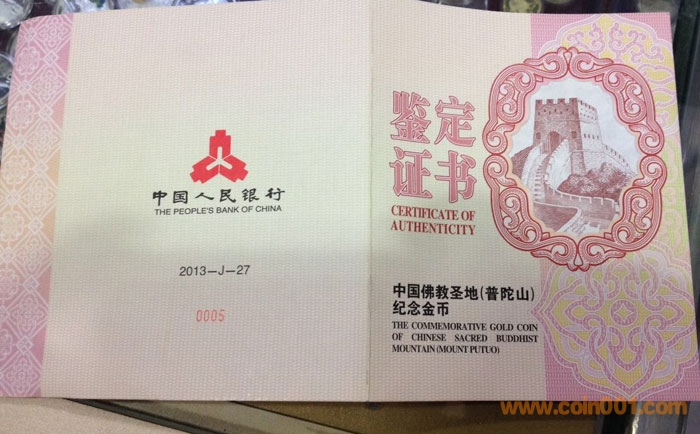 中国人民银行
THE PEOPLE'S BANK OF CHINA
2013-J-27
0005
鉴定
证书
CERTIFICATE OF
AUTHENTICITY
中国佛教圣地(普陀山)
纪念金币
THE COMMEMORATIVE GOLD COIN
OF CHINESE SACRED BUDDHIST
MOUNTAIN (MOUNT PUTUO)
www.coin001.com